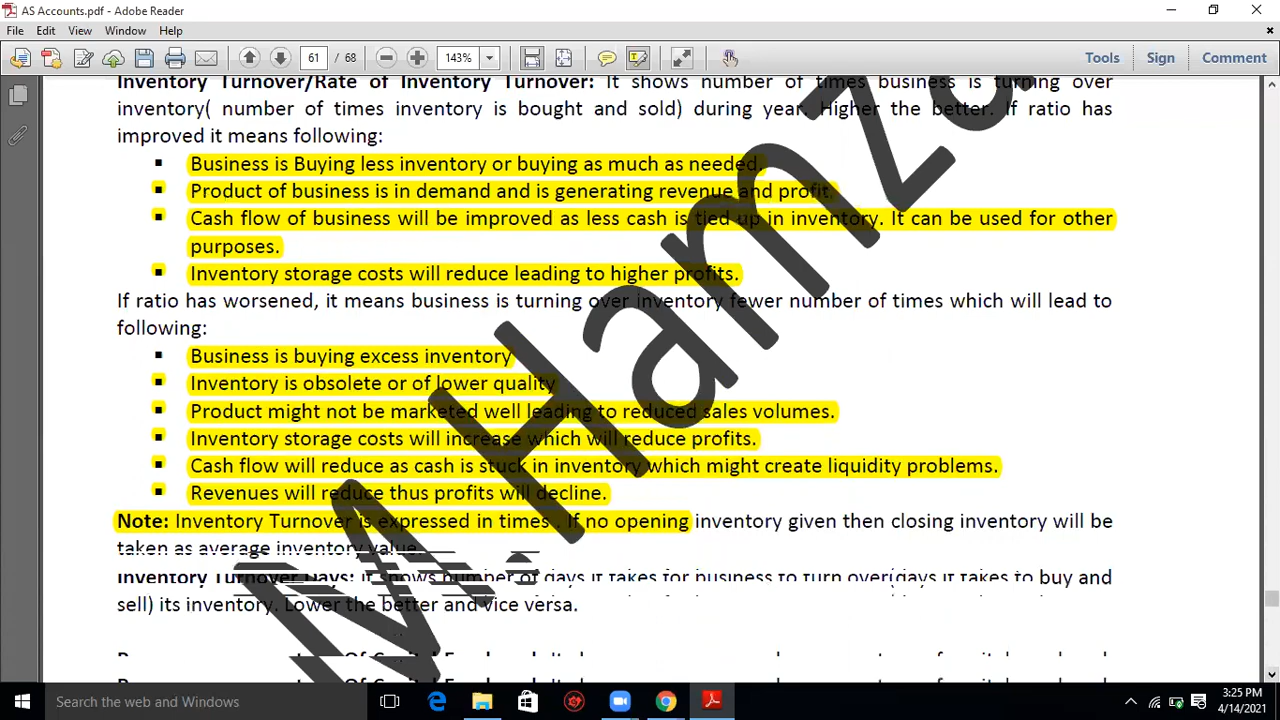 AS Accounts.pdf - Adobe Reader
File Edit View Window Help
61 / 68 143% Tools Sign Comment
Inventory Turnover/Rate of Inventory Turnover: It shows number of times business is turning over
inventory( number of times inventory is bought and sold) during year. Higher the better. If ratio has
improved it means following:
▪ Business is Buying less inventory or buying as much as needed.
▪ Product of business is in demand and is generating revenue and profit.
▪ Cash flow of business will be improved as less cash is tied up in inventory. It can be used for other
purposes.
▪ Inventory storage costs will reduce leading to higher profits.
If ratio has worsened, it means business is turning over inventory fewer number of times which will lead to
following:
▪ Business is buying excess inventory
▪ Inventory is obsolete or of lower quality
▪ Product might not be marketed well leading to reduced sales volumes.
▪ Inventory storage costs will increase which will reduce profits.
▪ Cash flow will reduce as cash is stuck in inventory which might create liquidity problems.
▪ Revenues will reduce thus profits will decline.
Note: Inventory Turnover is expressed in times . If no opening inventory given then closing inventory will be
taken as average inventory value.
Inventory Turnover Days: It shows number of days it takes for business to turn over(days it takes to buy and
sell) its inventory. Lower the better and vice versa.
M. Hamza
Search the web and Windows
3:25 PM
4/14/2021